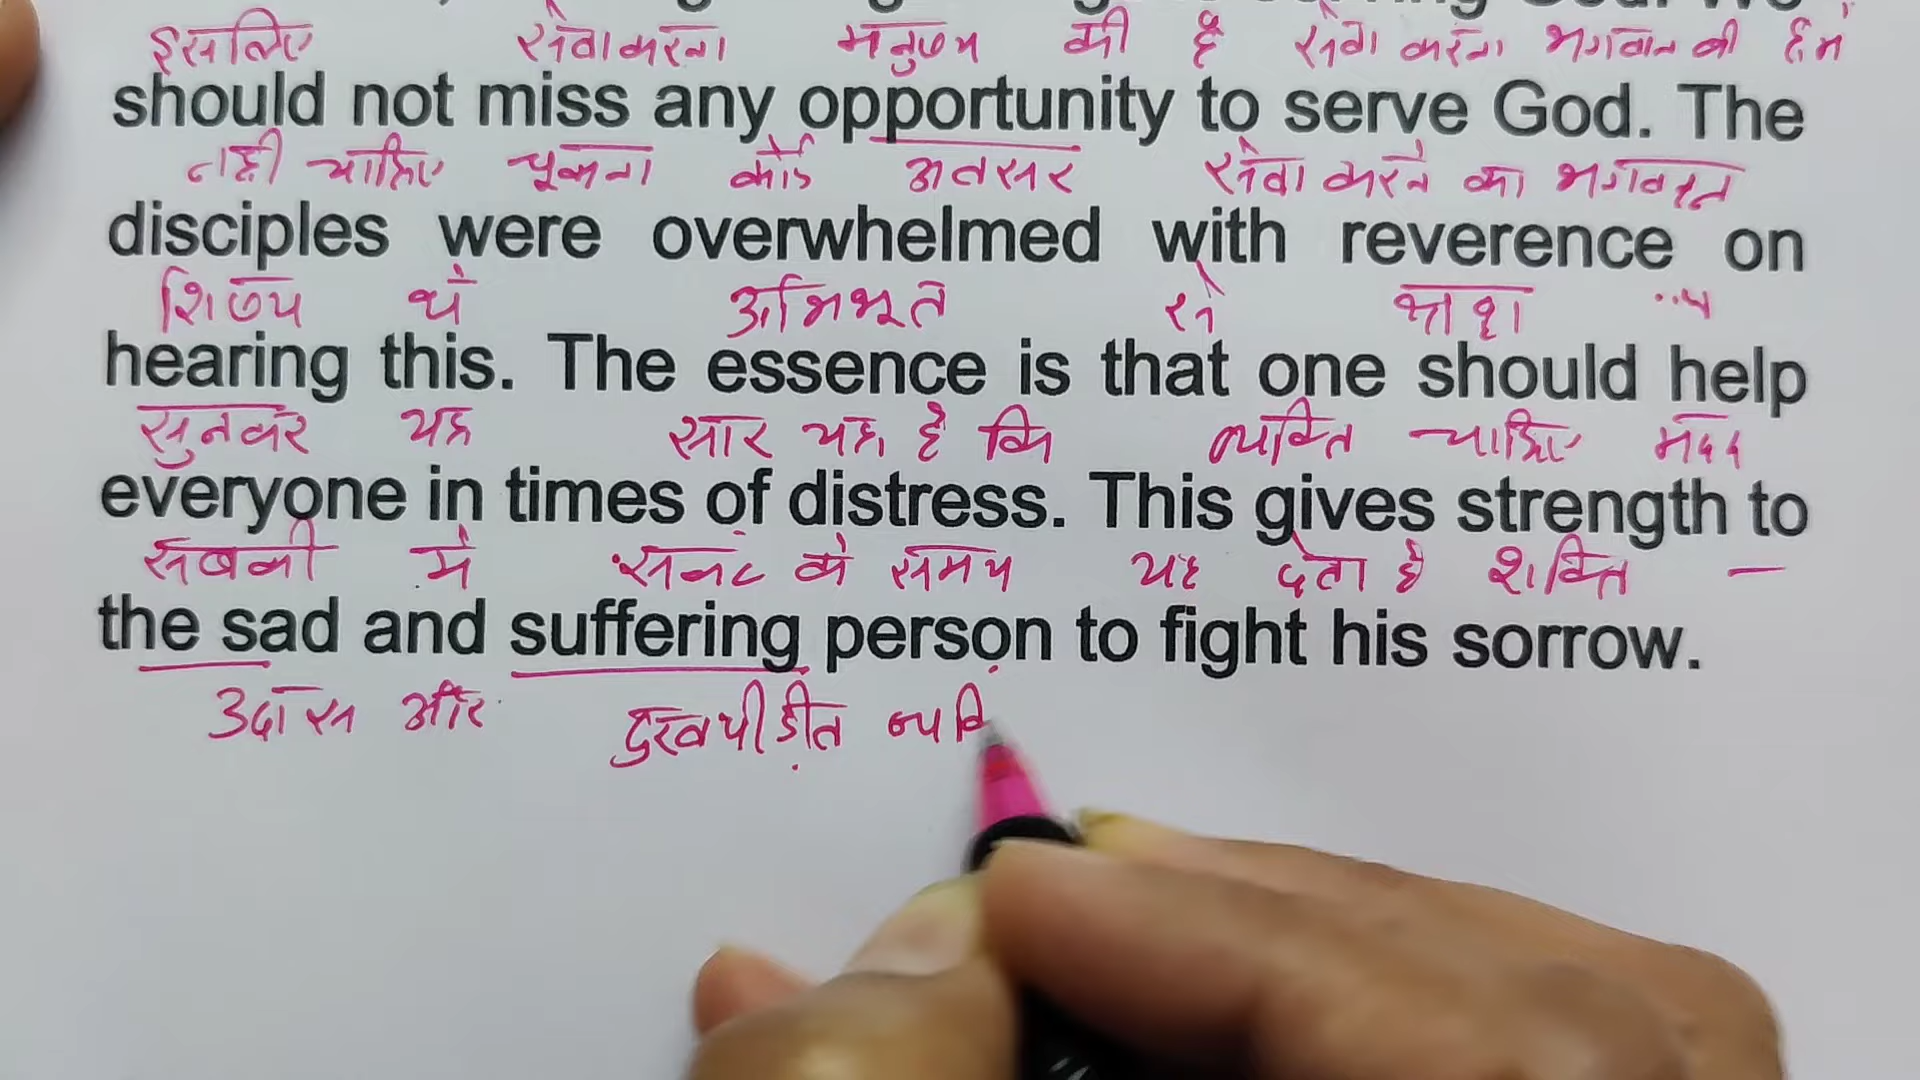 इसलिए सेवा करना मनुष्य की है सेवा करना भगवान की हमे
should not miss any opportunity to serve God. The
नही चाहिए चूकना कोई अवसर सेवा करने का भगवान
disciples were overwhelmed with reverence on
शिष्य थे अभिभूत से
hearing this. The essence is that one should help
सुनकर यह सार यह है कि व्यक्ति चाहिए मदद
everyone in times of distress. This gives strength to
सबकी मे संकट के समय यह देता है शक्ति —
the sad and suffering person to fight his sorrow.
उदास और दुखपीडीत व्यक्ि